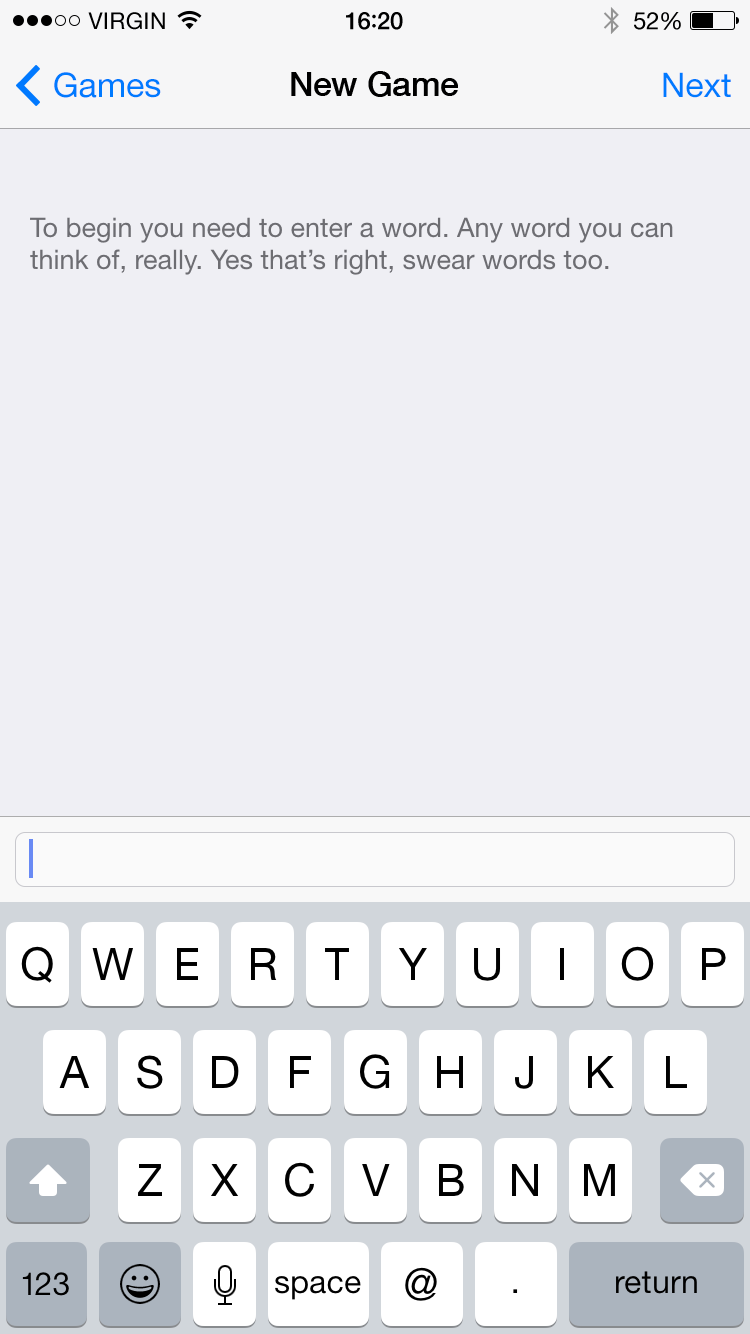 VIRGIN 16:20 52%
Games New Game Next
To begin you need to enter a word. Any word you can
think of, really. Yes that’s right, swear words too.
Q W E R T Y U I O P
A S D F G H J K L
Z X C V B N M
123 space @ . return